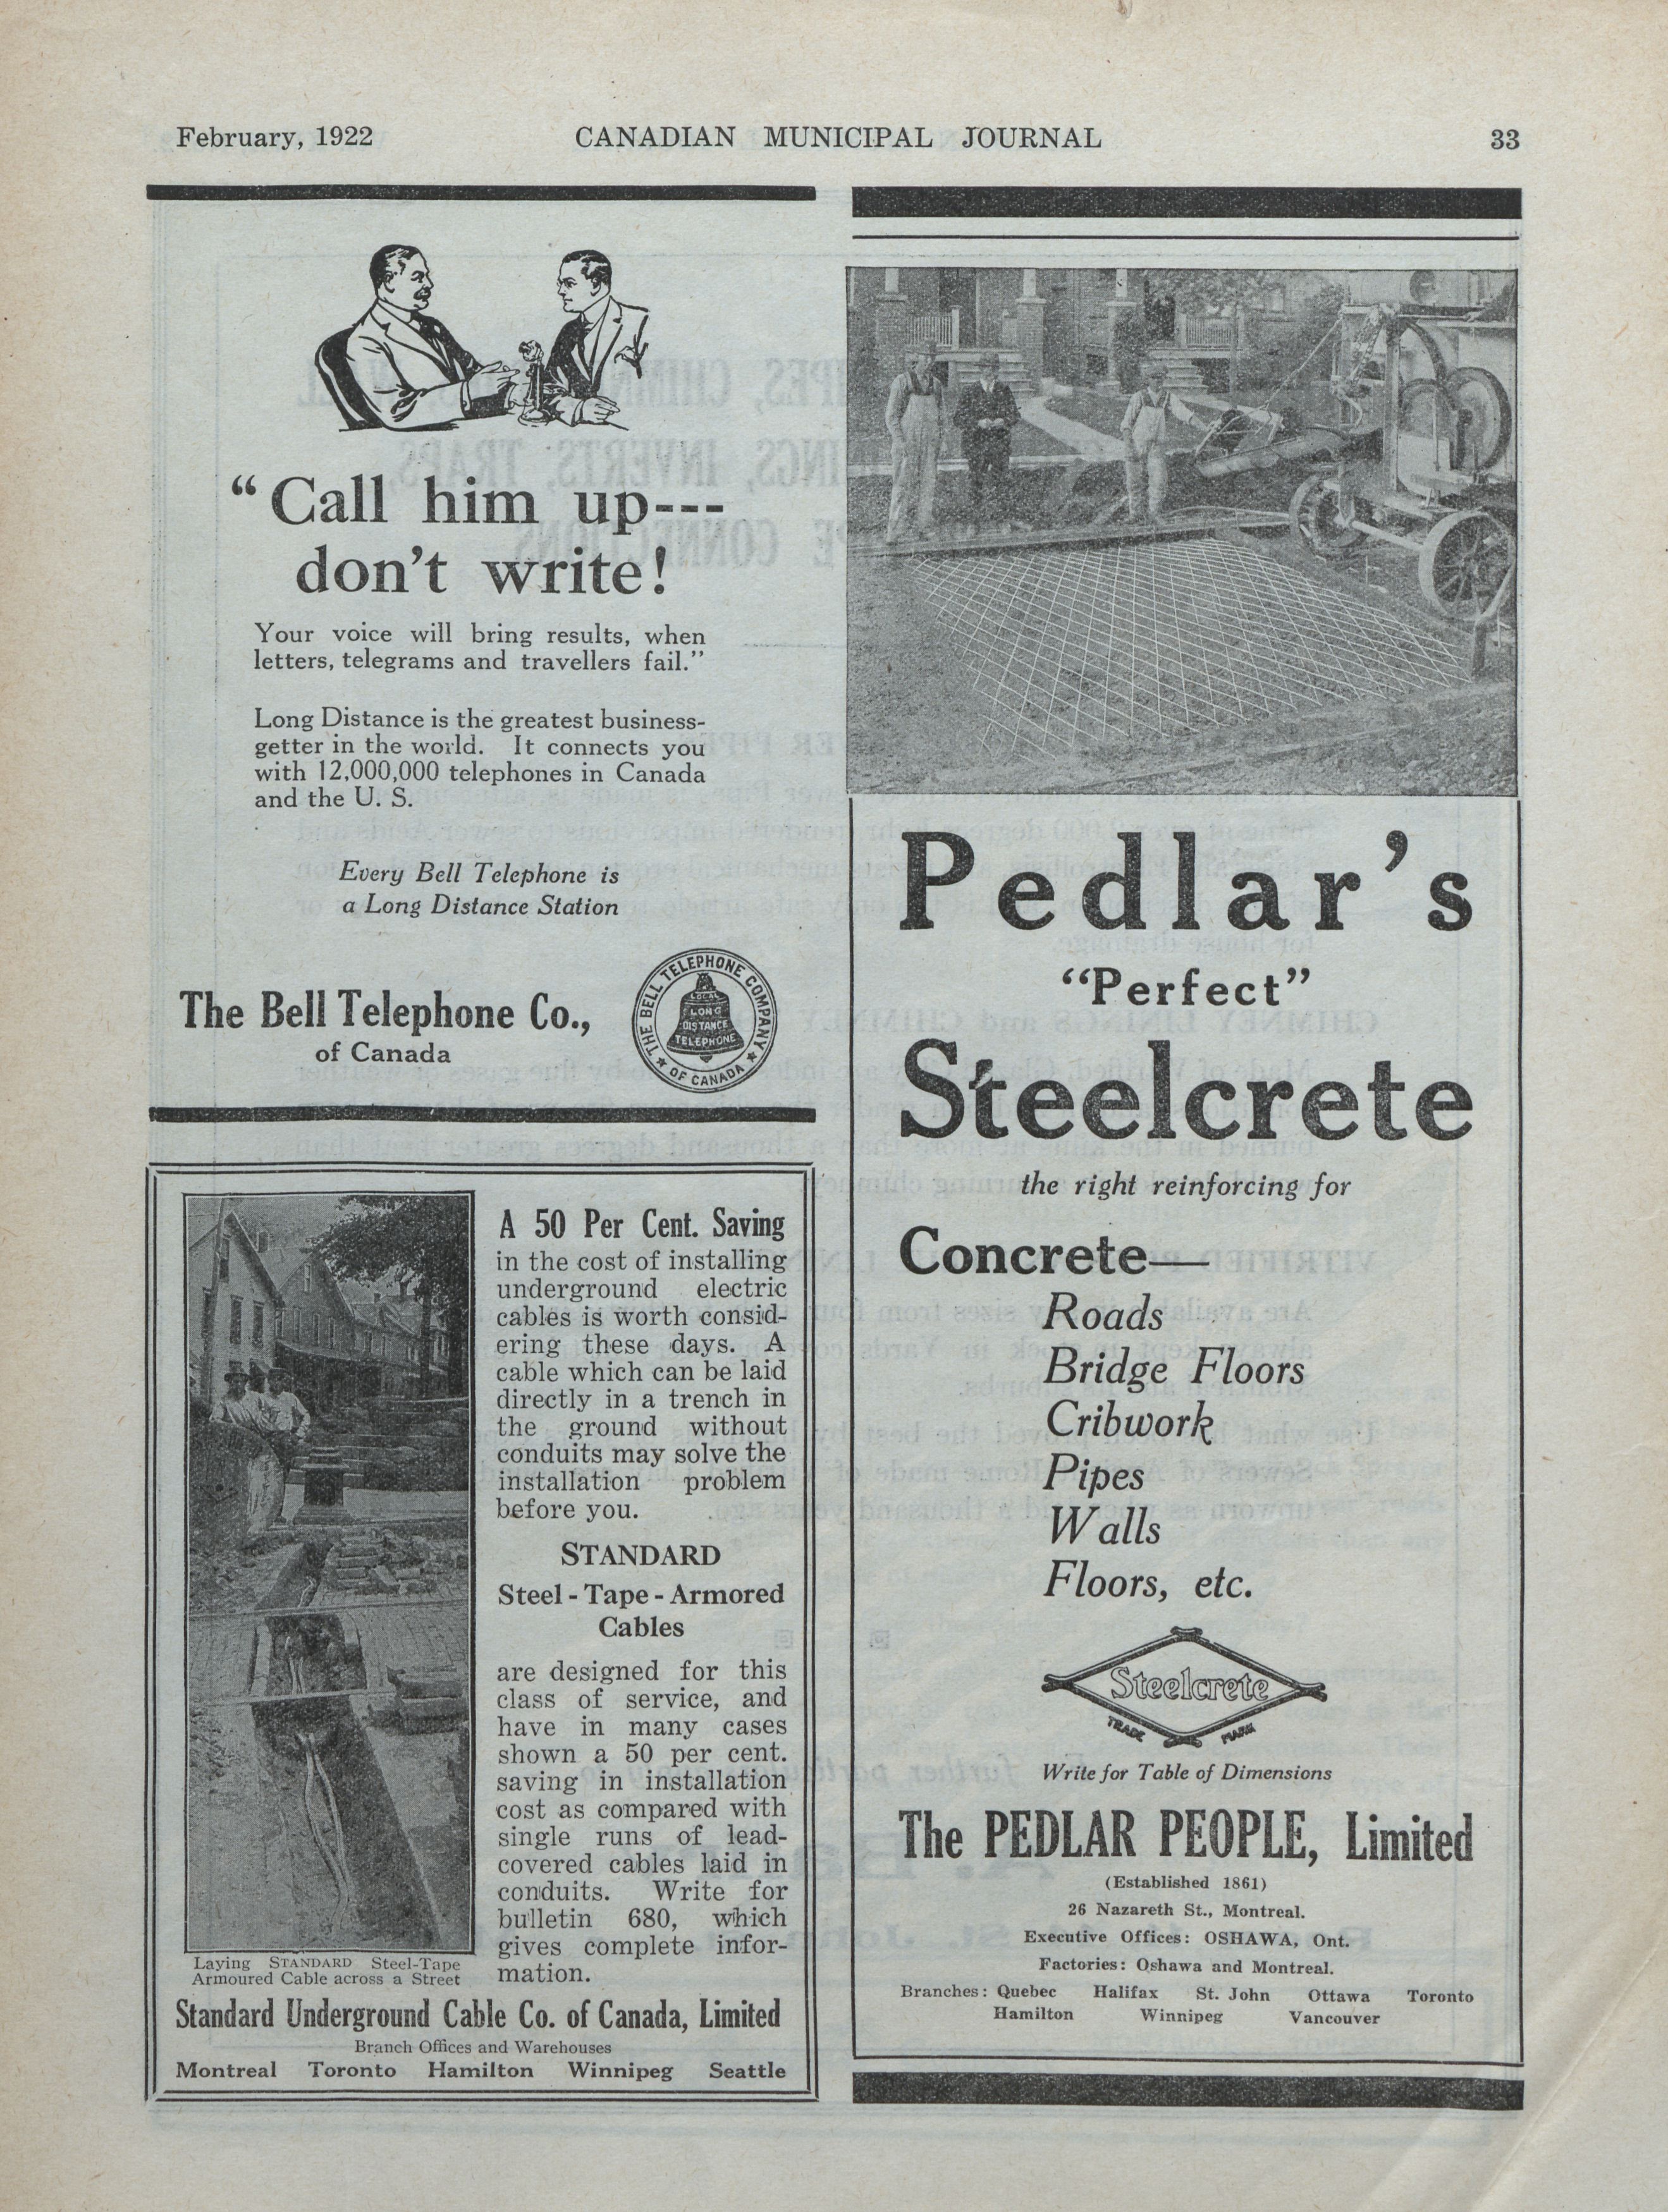 February, 1922
CANADIAN MUNICIPAL JOURNAL
33
“Call him up---
don't write!
Your voice will bring results, when
letters, telegrams and travellers fail.”
Long Distance is the greatest business-
getter in the world. It connects you
with 12,000,000 telephones in Canada
and the U. S.
Every Bell Telephone is
a Long Distance Station
The Bell Telephone Co.,
of Canada
THE BELL TELEPHONE COMPANY
OF CANADA
LOCAL
LONG
DISTANCE
TELEPHONE
A 50 Per Cent. Saving
in the cost of installing
underground electric
cables is worth consid-
ering these days. A
cable which can be laid
directly in a trench in
the ground without
conduits may solve the
installation problem
before you.
STANDARD
Steel-Tape-Armored
Cables
are designed for this
class of service, and
have in many cases
shown a 50 per cent.
saving in installation
cost as compared with
single runs of lead-
covered cables laid in
conduits. Write for
bulletin 680, which
gives complete infor-
mation.
Laying STANDARD Steel-Tape
Armoured Cable across a Street
Standard Underground Cable Co. of Canada, Limited
Branch Offices and Warehouses
Montreal Toronto Hamilton Winnipeg Seattle
Pedlar's
“Perfect”
Steelcrete
the right reinforcing for
Concrete—
Roads
Bridge Floors
Cribwork
Pipes
Walls
Floors, etc.
Steelcrete
TRADE MARK
Write for Table of Dimensions
The PEDLAR PEOPLE, Limited
(Established 1861)
26 Nazareth St., Montreal.
Executive Offices: OSHAWA, Ont.
Factories: Oshawa and Montreal.
Branches: Quebec Halifax St. John Ottawa Toronto
Hamilton Winnipeg Vancouver